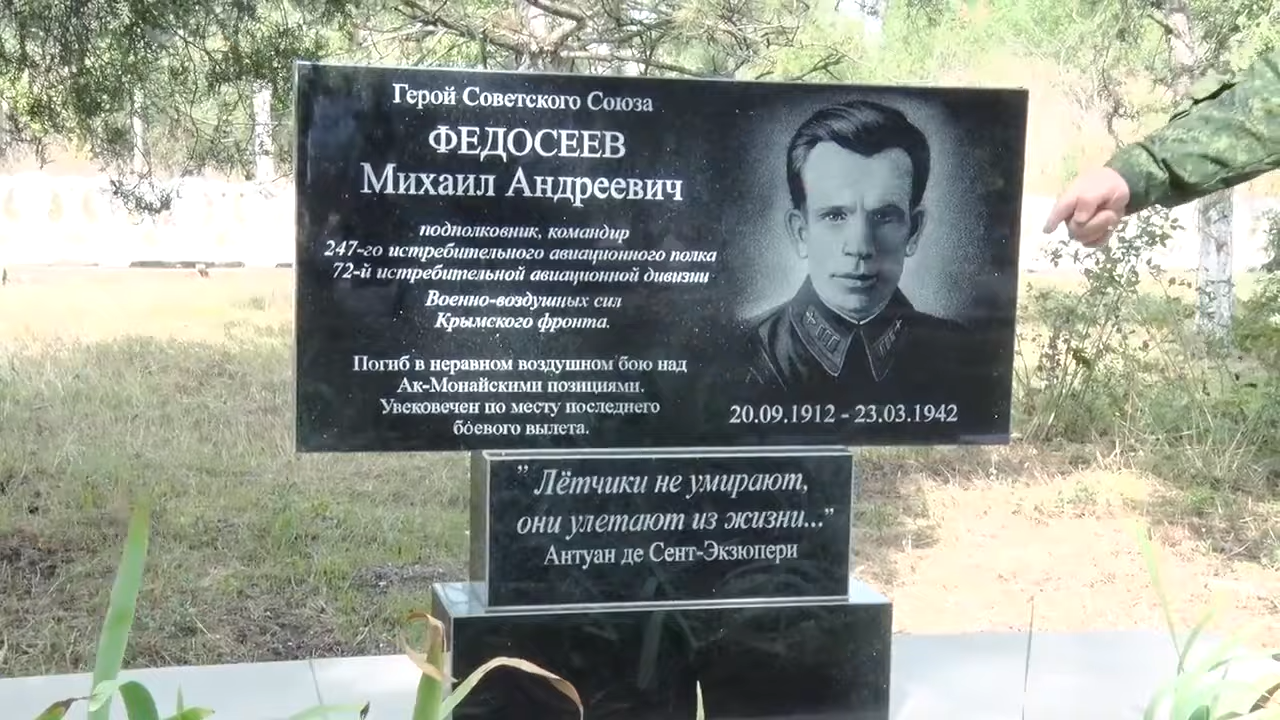 Герой Советского Союза
ФЕДОСЕЕВ
Михаил Андреевич
подполковник, командир
247-го истребительного авиационного полка
72-й истребительной авиационной дивизии
Военно-воздушных сил
Крымского фронта.
Погиб в неравном воздушном бою над
Ак-Монайскими позициями.
Увековечен по месту последнего
боевого вылета.
20.09.1912 - 23.03.1942
” Лётчики не умирают,
они улетают из жизни...”
Антуан де Сент-Экзюпери